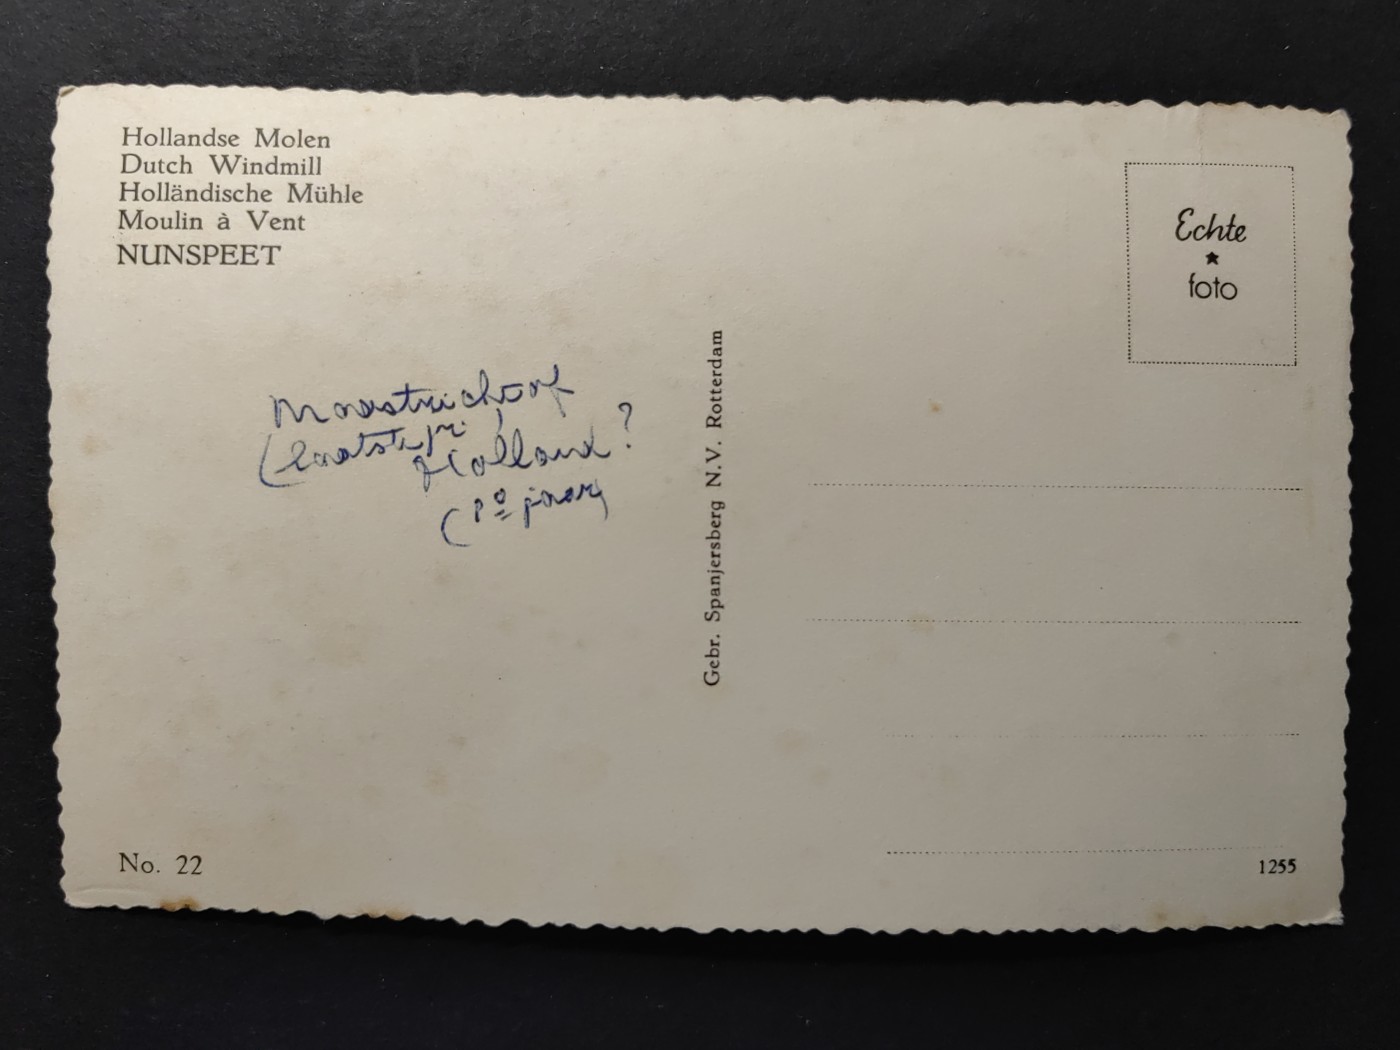 Hollandse Molen
Dutch Windmill
Holländische Mühle
Moulin à Vent
NUNSPEET
Echte
foto
Maastricht of
Holland?
Gebr. Spanjersberg N.V. Rotterdam
No. 22
1255